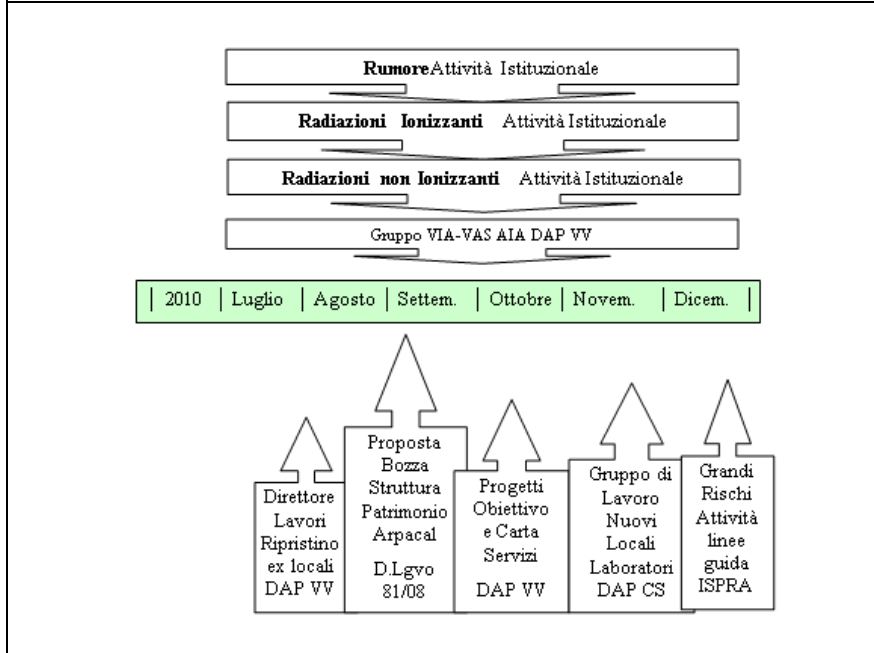 Rumore Attività Istituzionale
Radiazioni Ionizzanti Attività Istituzionale
Radiazioni non Ionizzanti Attività Istituzionale
Gruppo VIA-VAS AIA DAP VV
| 2010 | Luglio | Agosto | Settem. | Ottobre | Novem. | Dicem. |
Direttore
Lavori
Ripristino
ex locali
DAP VV
Proposta
Bozza
Struttura
Patrimonio
Arpacal
D.Lgvo
81/08
Progetti
Obiettivo
e Carta
Servizi
DAP VV
Gruppo di
Lavoro
Nuovi
Locali
Laboratori
DAP CS
Grandi
Rischi
Attività
linee
guida
ISPRA